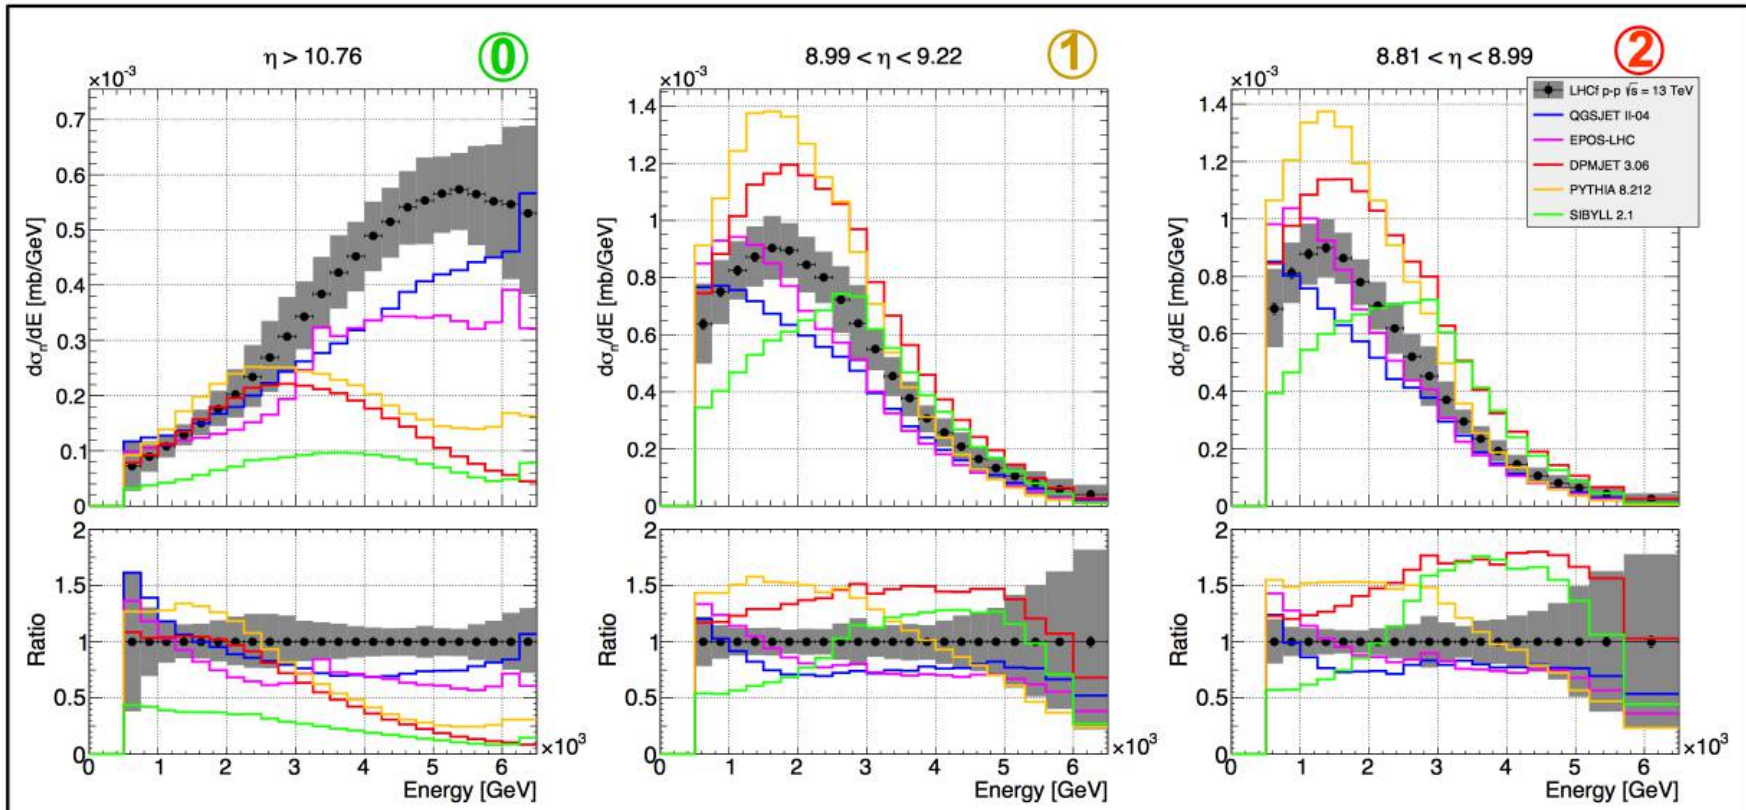 η > 10.76
0
8.99 < η < 9.22
1
8.81 < η < 8.99
2
×10⁻³
×10⁻³
×10⁻³
LHCf p-p √s = 13 TeV
QGSJET II-04
EPOS-LHC
DPMJET 3.06
PYTHIA 8.212
SIBYLL 2.1
dσₙ/dE [mb/GeV]
0.7
0.6
0.5
0.4
0.3
0.2
0.1
0
dσₙ/dE [mb/GeV]
1.4
1.2
1
0.8
0.6
0.4
0.2
0
dσₙ/dE [mb/GeV]
1.4
1.2
1
0.8
0.6
0.4
0.2
0
Ratio
2
1.5
1
0.5
0
Ratio
2
1.5
1
0.5
0
Ratio
2
1.5
1
0.5
0
0 1 2 3 4 5 6
×10³
Energy [GeV]
0 1 2 3 4 5 6
×10³
Energy [GeV]
0 1 2 3 4 5 6
×10³
Energy [GeV]